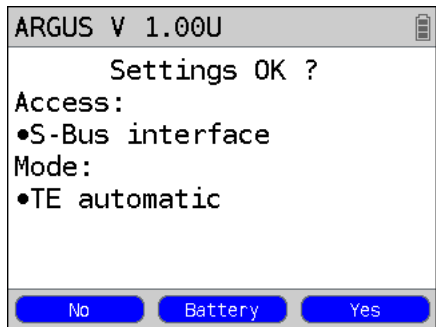 ARGUS V 1.00U
Settings OK ?
Access:
•S-Bus interface
Mode:
•TE automatic
No Battery Yes